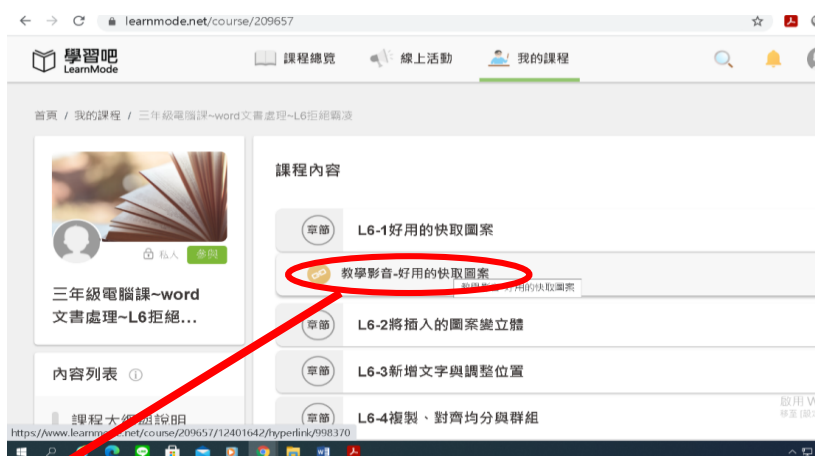 learnmode.net/course/209657
學習吧
LearnMode
課程總覽
線上活動
我的課程
首頁 / 我的課程 / 三年級電腦課~word文書處理~L6拒絕霸凌
課程內容
章節 L6-1好用的快取圖案
私人 參與
教學影音-好用的快取圖案
三年級電腦課~word
文書處理~L6拒絕...
章節 L6-2將插入的圖案變立體
章節 L6-3新增文字與調整位置
內容列表
章節 L6-4複製、對齊均分與群組
啟用 W
https://www.learnmode.net/course/209657/12401642/hyperlink/998370